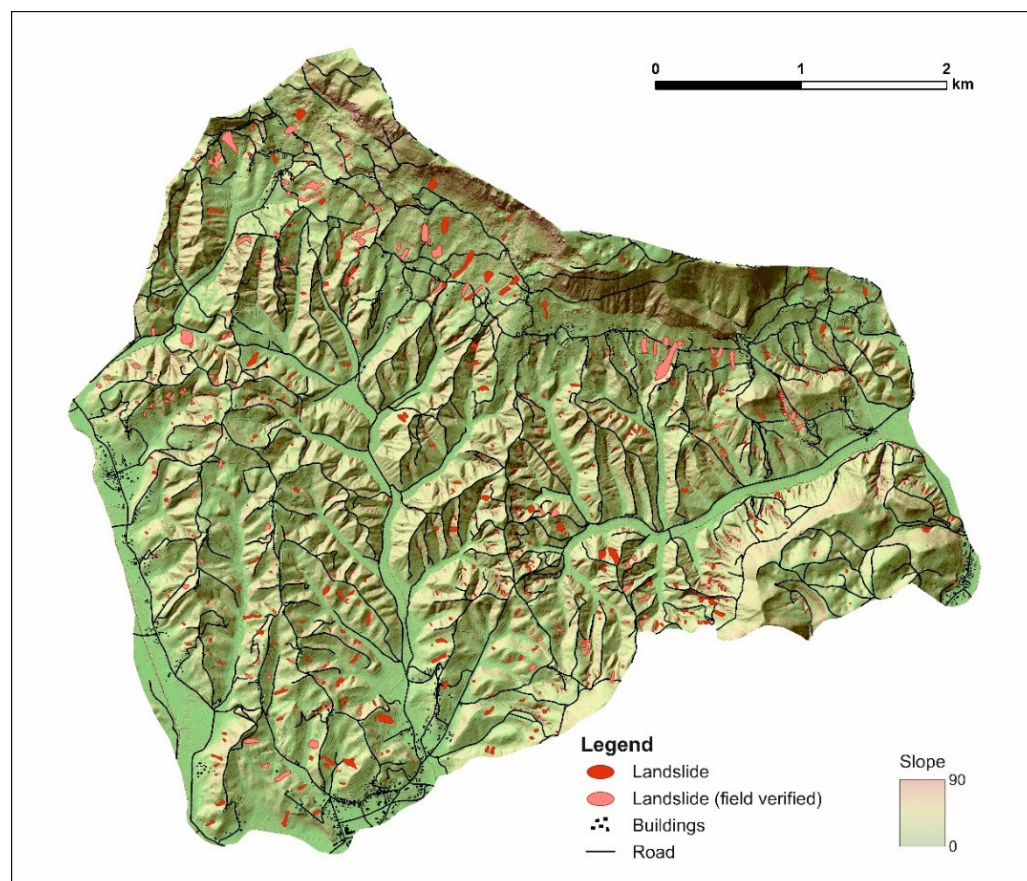 0 1 2
km
Legend
Landslide
Landslide (field verified)
Buildings
Road
Slope
90
0